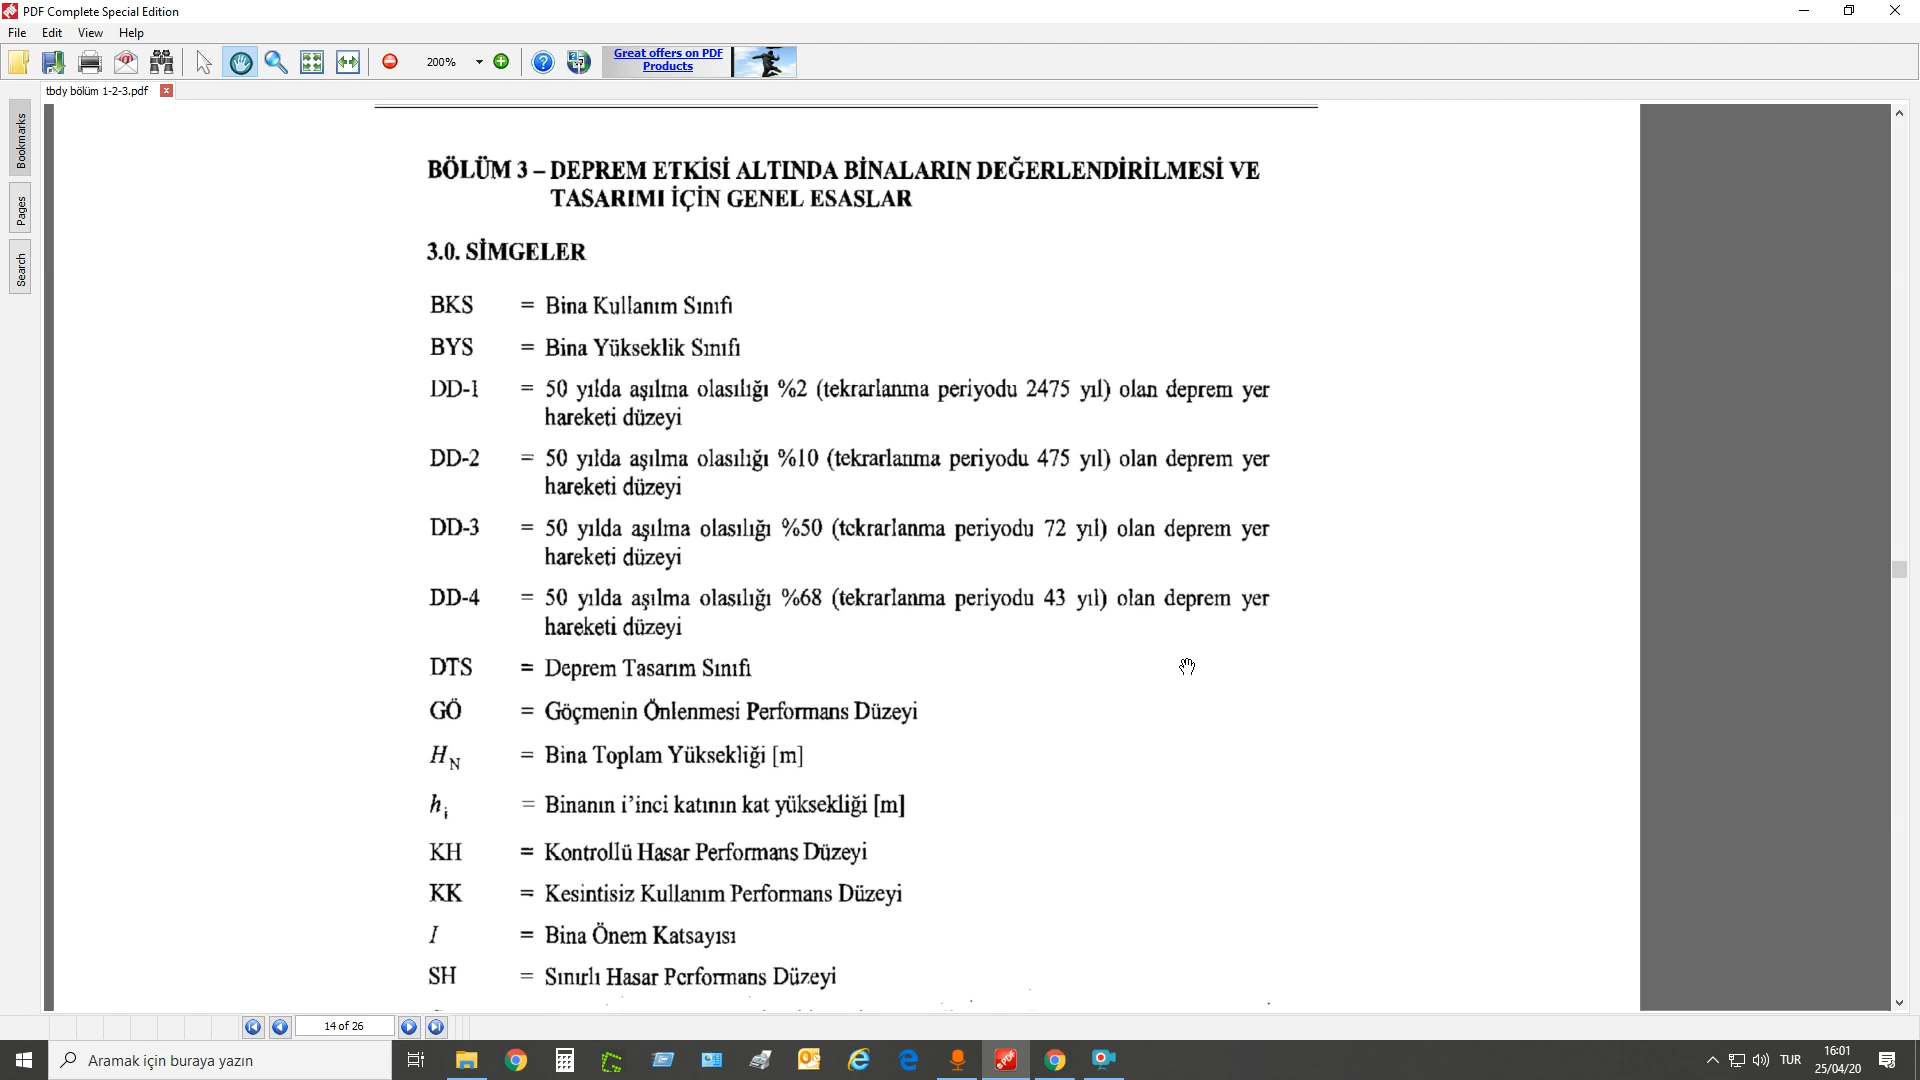 PDF Complete Special Edition
File Edit View Help
200%
Great offers on PDF
Products
tbdy bölüm 1-2-3.pdf
Bookmarks
Pages
Search
BÖLÜM 3 – DEPREM ETKİSİ ALTINDA BİNALARIN DEĞERLENDİRİLMESİ VE
TASARIMI İÇİN GENEL ESASLAR
3.0. SİMGELER
BKS = Bina Kullanım Sınıfı
BYS = Bina Yükseklik Sınıfı
DD-1 = 50 yılda aşılma olasılığı %2 (tekrarlanma periyodu 2475 yıl) olan deprem yer
hareketi düzeyi
DD-2 = 50 yılda aşılma olasılığı %10 (tekrarlanma periyodu 475 yıl) olan deprem yer
hareketi düzeyi
DD-3 = 50 yılda aşılma olasılığı %50 (tekrarlanma periyodu 72 yıl) olan deprem yer
hareketi düzeyi
DD-4 = 50 yılda aşılma olasılığı %68 (tekrarlanma periyodu 43 yıl) olan deprem yer
hareketi düzeyi
DTS = Deprem Tasarım Sınıfı
GÖ = Göçmenin Önlenmesi Performans Düzeyi
H_N = Bina Toplam Yüksekliği [m]
h_i = Binanın i’inci katının kat yüksekliği [m]
KH = Kontrollü Hasar Performans Düzeyi
KK = Kesintisiz Kullanım Performans Düzeyi
I = Bina Önem Katsayısı
SH = Sınırlı Hasar Performans Düzeyi
14 of 26
Aramak için buraya yazın
TUR
16:01
25/04/20